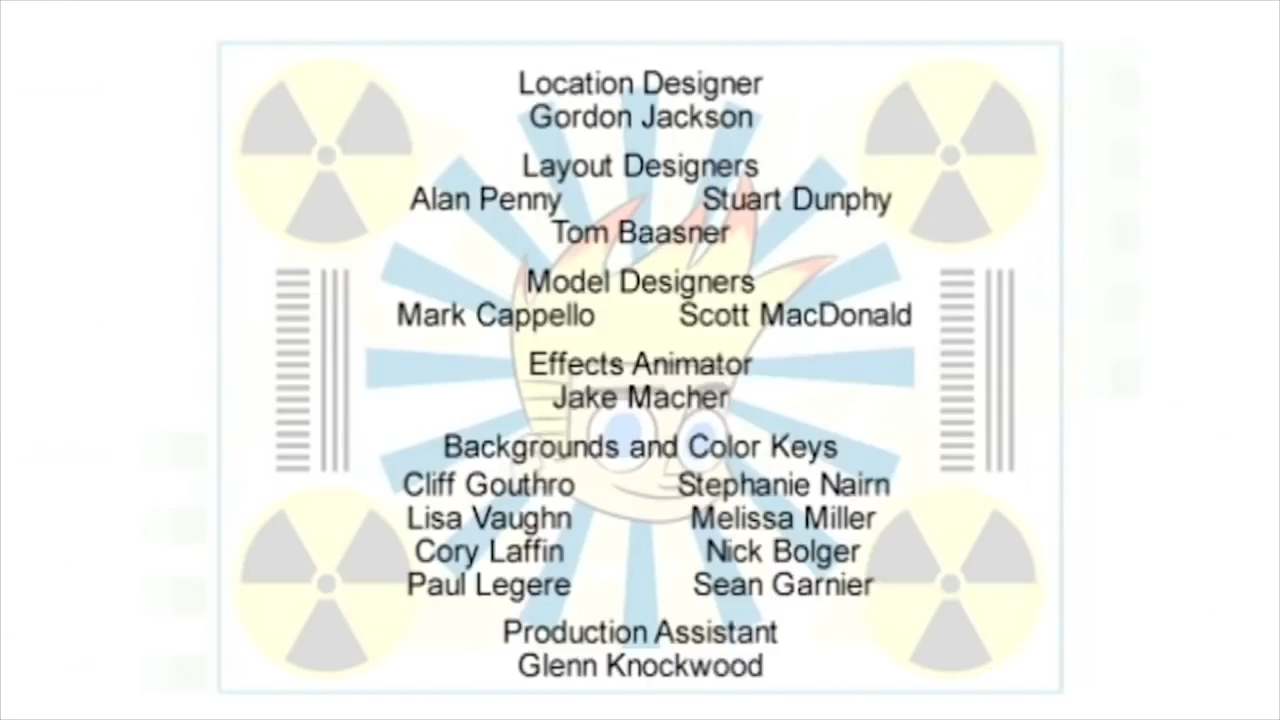 Location Designer
Gordon Jackson
Layout Designers
Alan Penny Stuart Dunphy
Tom Baasner
Model Designers
Mark Cappello Scott MacDonald
Effects Animator
Jake Macher
Backgrounds and Color Keys
Cliff Gouthro Stephanie Nairn
Lisa Vaughn Melissa Miller
Cory Laffin Nick Bolger
Paul Legere Sean Garnier
Production Assistant
Glenn Knockwood